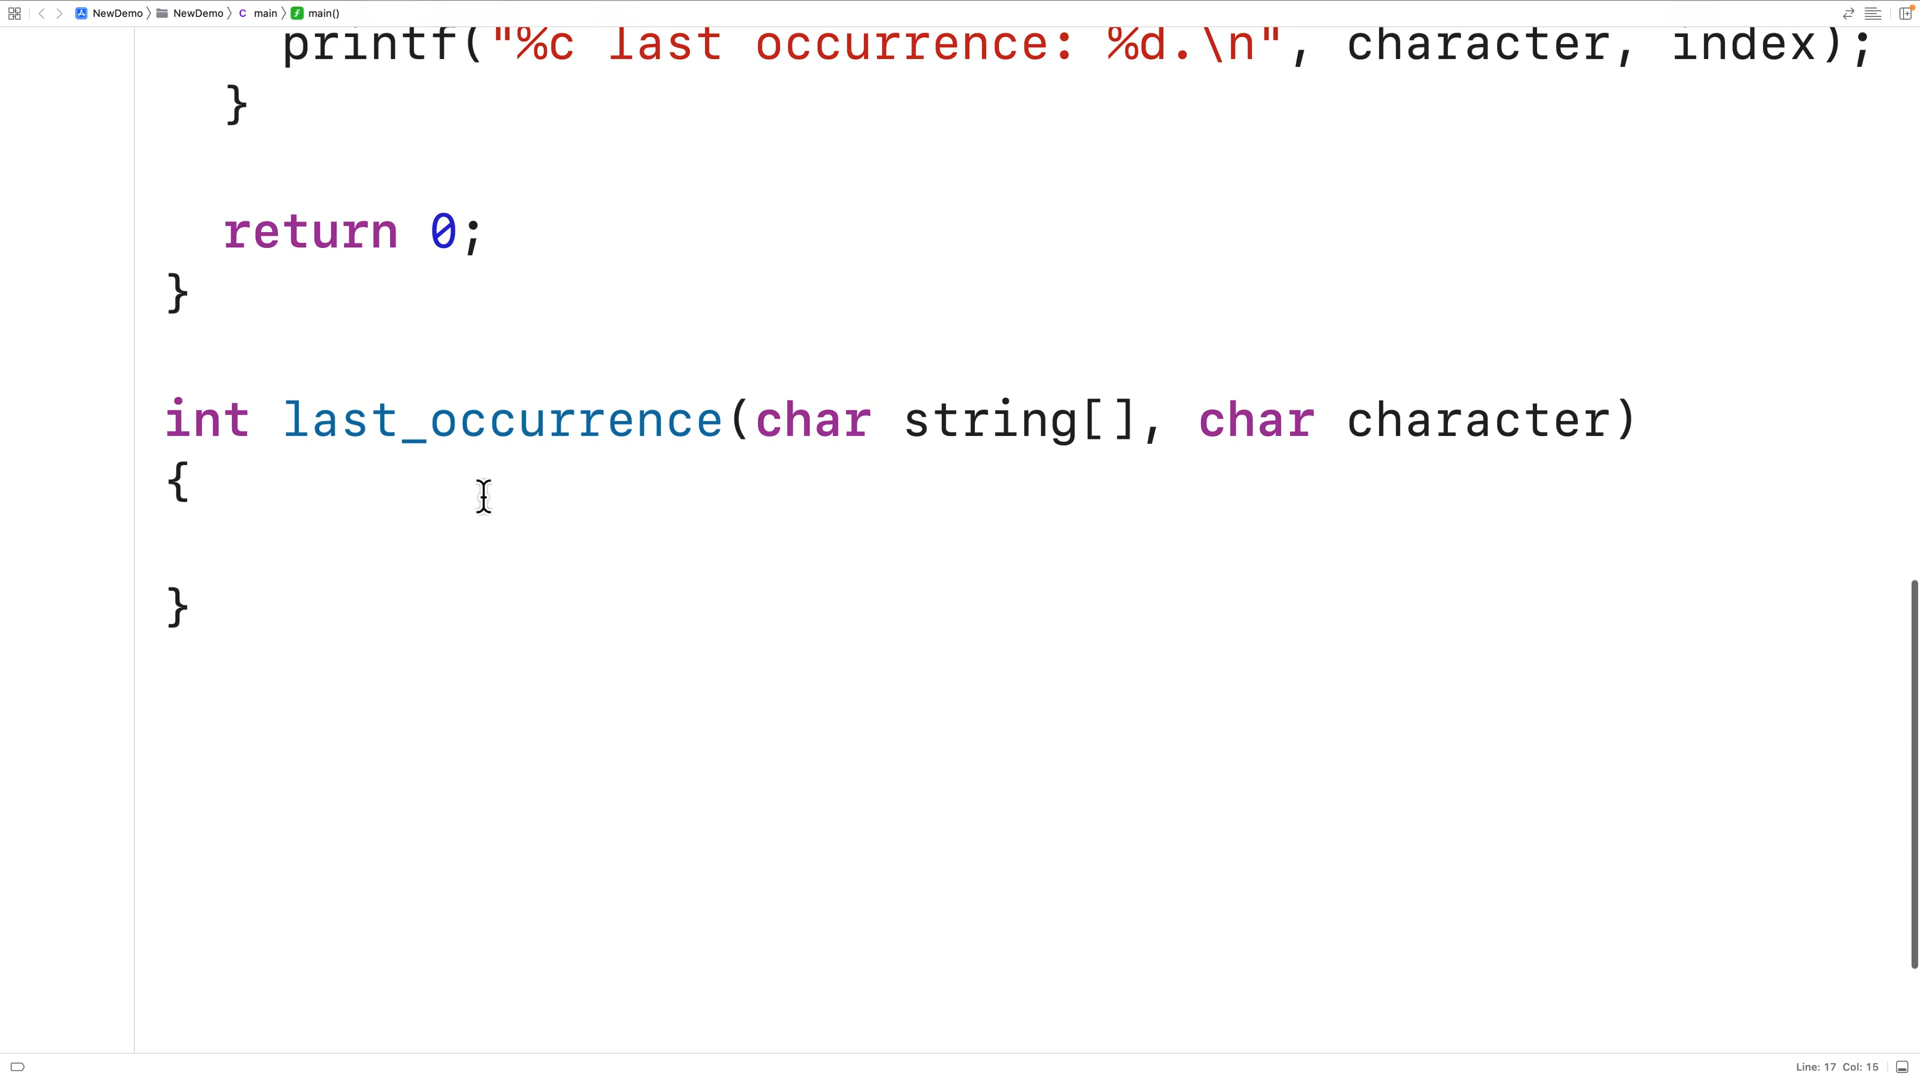 NewDemo 〉 NewDemo 〉 C main 〉 f main()
printf("%c last occurrence: %d.\n", character, index);
}
return 0;
}
int last_occurrence(char string[], char character)
{
}
Line: 17 Col: 15